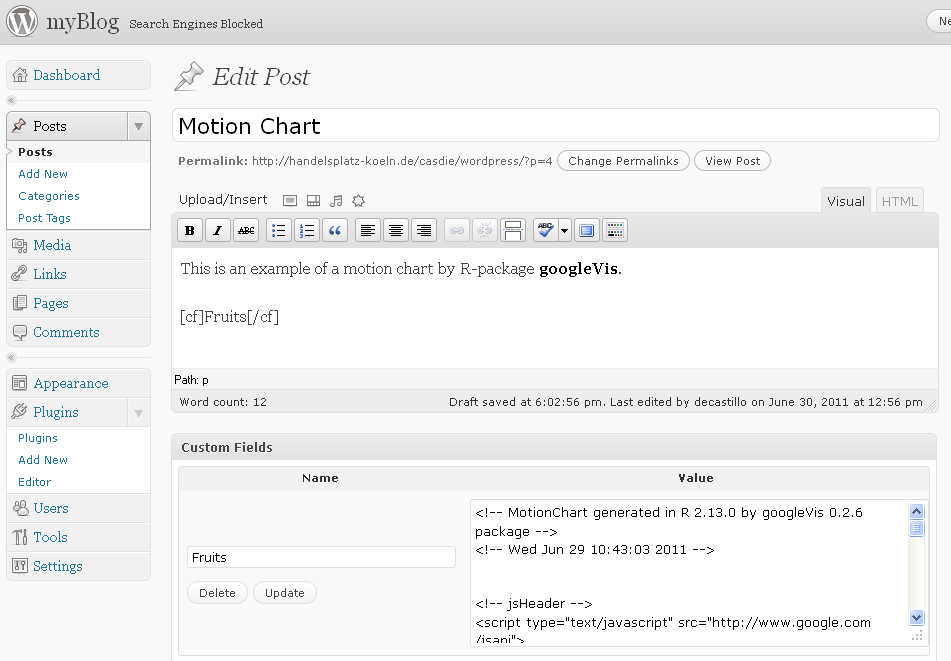 myBlog Search Engines Blocked
Dashboard
Posts
Posts
Add New
Categories
Post Tags
Media
Links
Pages
Comments
Appearance
Plugins
Plugins
Add New
Editor
Users
Tools
Settings
Edit Post
Motion Chart
Permalink: http://handelsplatz-koeln.de/casdie/wordpress/?p=4 Change Permalinks View Post
Upload/Insert Visual HTML
B I ABC ABC
This is an example of a motion chart by R-package googleVis.
[cf]Fruits[/cf]
Path: p
Word count: 12 Draft saved at 6:02:56 pm. Last edited by decastillo on June 30, 2011 at 12:56 pm
Custom Fields
Name Value
Fruits
Delete Update
<!-- MotionChart generated in R 2.13.0 by googleVis 0.2.6
package -->
<!-- Wed Jun 29 10:43:03 2011 -->
<!-- jsHeader -->
<script type="text/javascript" src="http://www.google.com
/jsapi">